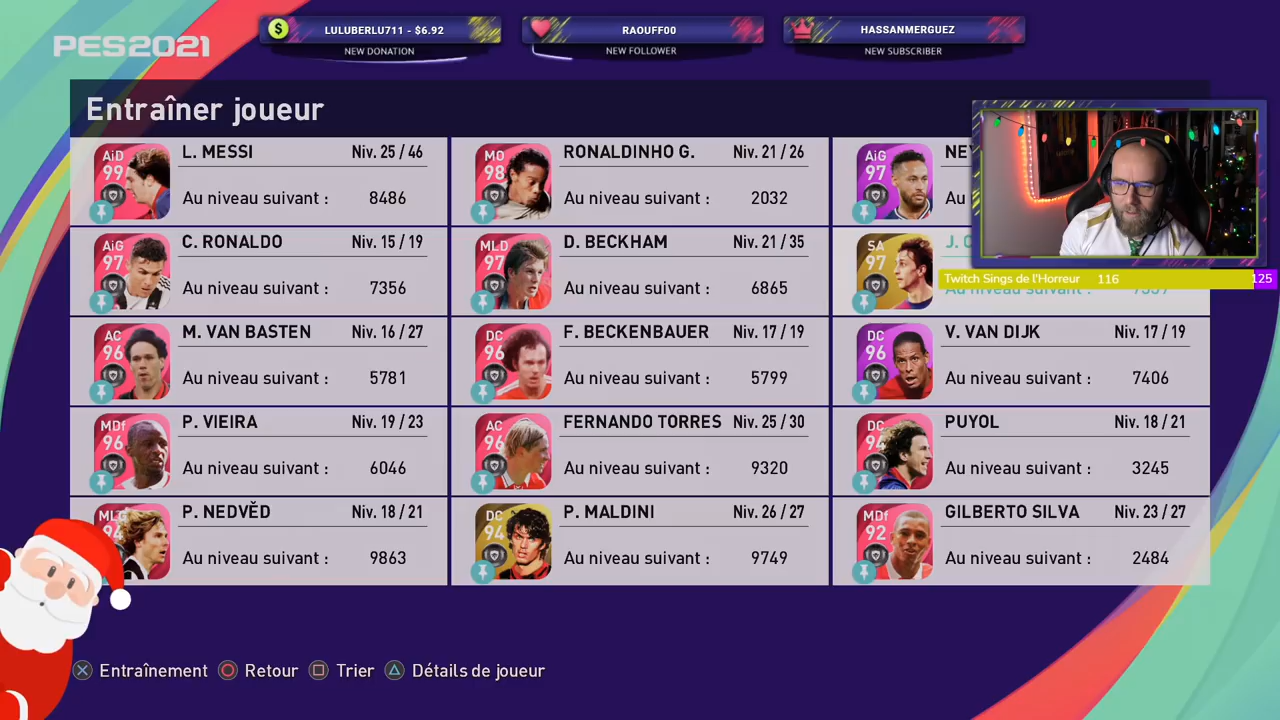 PES2021
LULUBERLU711 - $6.92
NEW DONATION
RAOUFF00
NEW FOLLOWER
HASSANMERGUEZ
NEW SUBSCRIBER
Entraîner joueur
AiD
99
L. MESSI
Niv. 25 / 46
Au niveau suivant :
8486
MO
98
RONALDINHO G.
Niv. 21 / 26
Au niveau suivant :
2032
AiG
97
Au niveau suivant :
AiG
97
C. RONALDO
Niv. 15 / 19
Au niveau suivant :
7356
MLD
97
D. BECKHAM
Niv. 21 / 35
Au niveau suivant :
6865
SA
97
J.
Au niveau suivant :
Twitch Sings de l'Horreur 116
125
AC
96
M. VAN BASTEN
Niv. 16 / 27
Au niveau suivant :
5781
DC
96
F. BECKENBAUER
Niv. 17 / 19
Au niveau suivant :
5799
DC
96
V. VAN DIJK
Niv. 17 / 19
Au niveau suivant :
7406
MDf
96
P. VIEIRA
Niv. 19 / 23
Au niveau suivant :
6046
AC
96
FERNANDO TORRES
Niv. 25 / 30
Au niveau suivant :
9320
DC
94
PUYOL
Niv. 18 / 21
Au niveau suivant :
3245
MLG
94
P. NEDVĚD
Niv. 18 / 21
Au niveau suivant :
9863
DC
94
P. MALDINI
Niv. 26 / 27
Au niveau suivant :
9749
MDf
92
GILBERTO SILVA
Niv. 23 / 27
Au niveau suivant :
2484
Entraînement
Retour
Trier
Détails de joueur